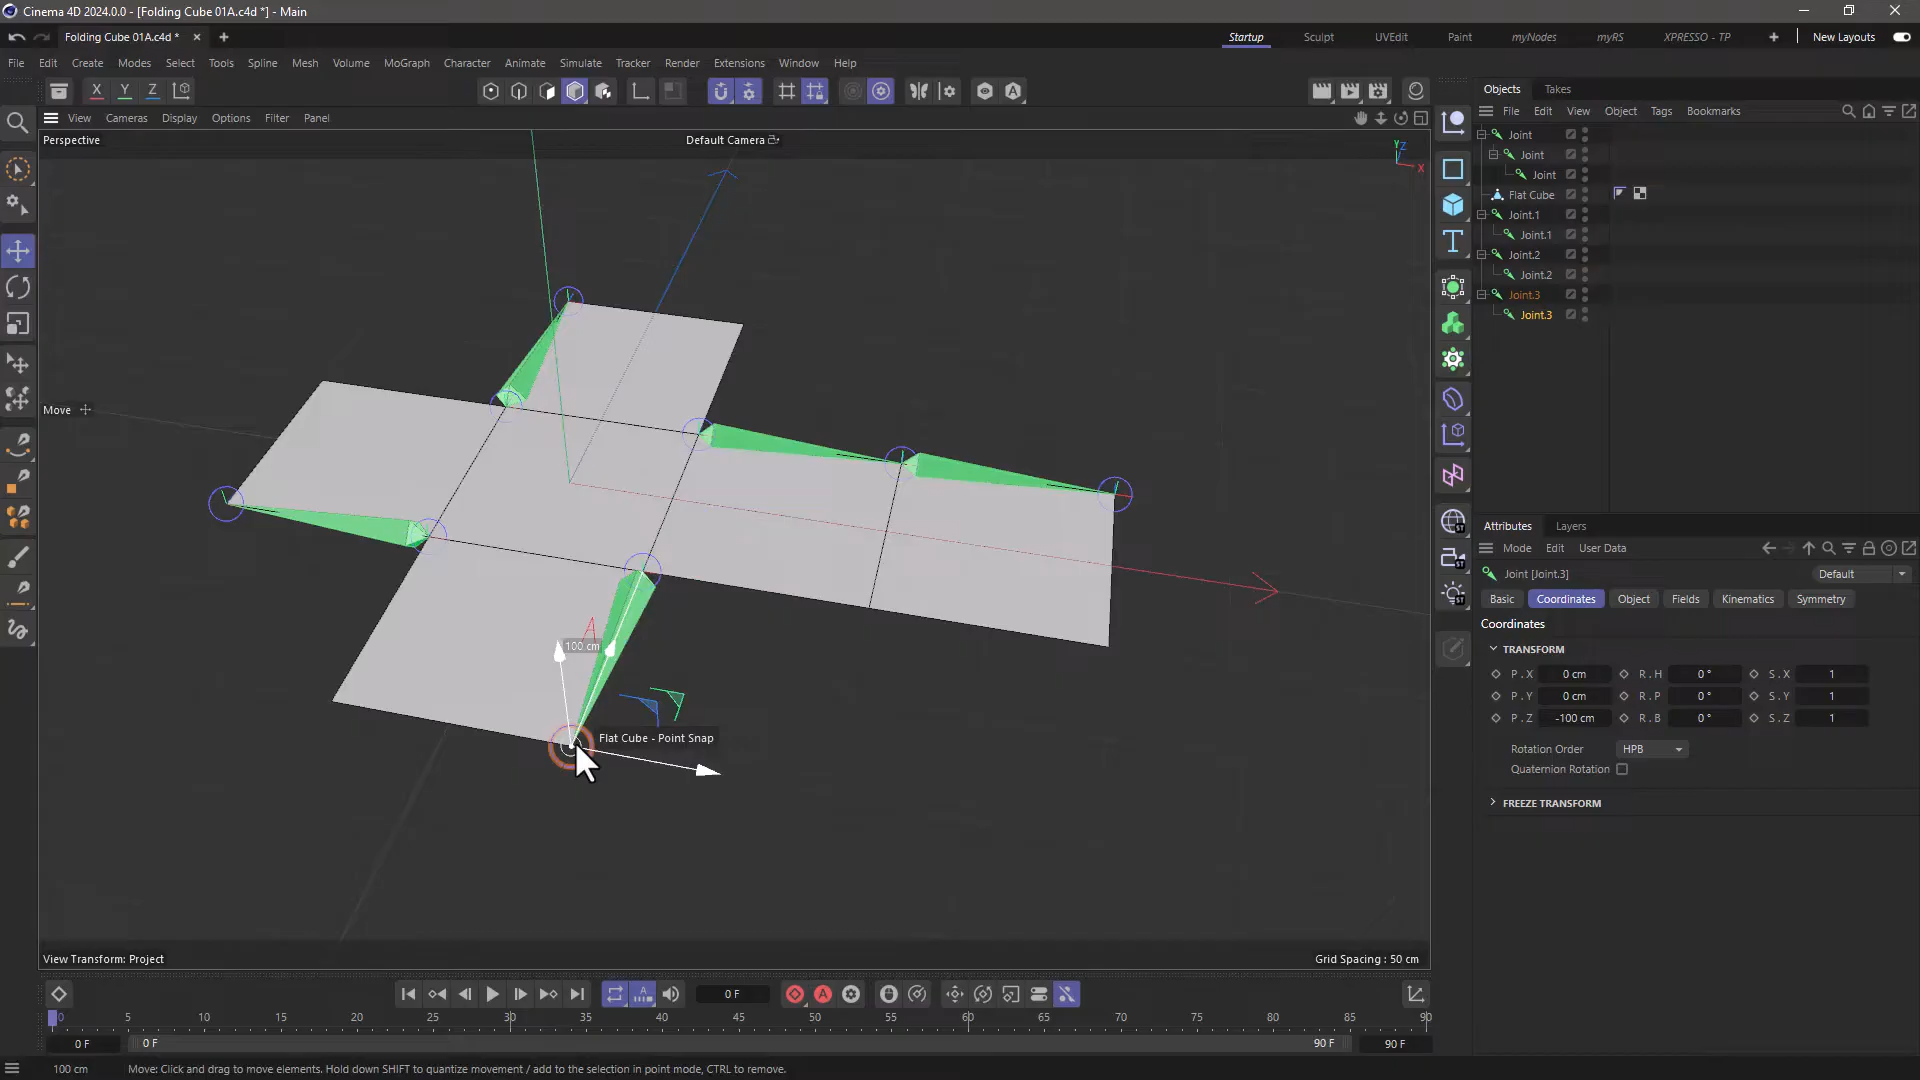 Cinema 4D 2024.0.0 - [Folding Cube 01A.c4d *] - Main
Folding Cube 01A.c4d *
Startup
Sculpt
UVEdit
Paint
myNodes
myRS
XPRESSO - TP
New Layouts
File
Edit
Create
Modes
Select
Tools
Spline
Mesh
Volume
MoGraph
Character
Animate
Simulate
Tracker
Render
Extensions
Window
Help
X
Y
Z
View
Cameras
Display
Options
Filter
Panel
Perspective
Default Camera
Y
Z
X
Move
100 cm
Flat Cube - Point Snap
View Transform: Project
Grid Spacing : 50 cm
Objects
Takes
File
Edit
View
Object
Tags
Bookmarks
Joint
Joint
Joint
Flat Cube
Joint.1
Joint.1
Joint.2
Joint.2
Joint.3
Joint.3
Attributes
Layers
Mode
Edit
User Data
Joint [Joint.3]
Default
Basic
Coordinates
Object
Fields
Kinematics
Symmetry
Coordinates
TRANSFORM
P . X 0 cm R . H 0 ° S . X 1
P . Y 0 cm R . P 0 ° S . Y 1
P . Z -100 cm R . B 0 ° S . Z 1
Rotation Order HPB
Quaternion Rotation
FREEZE TRANSFORM
0 F
0 5 10 15 20 25 30 35 40 45 50 55 60 65 70 75 80 85 90
0 F
0 F
90 F
90 F
100 cm
Move: Click and drag to move elements. Hold down SHIFT to quantize movement / add to the selection in point mode, CTRL to remove.